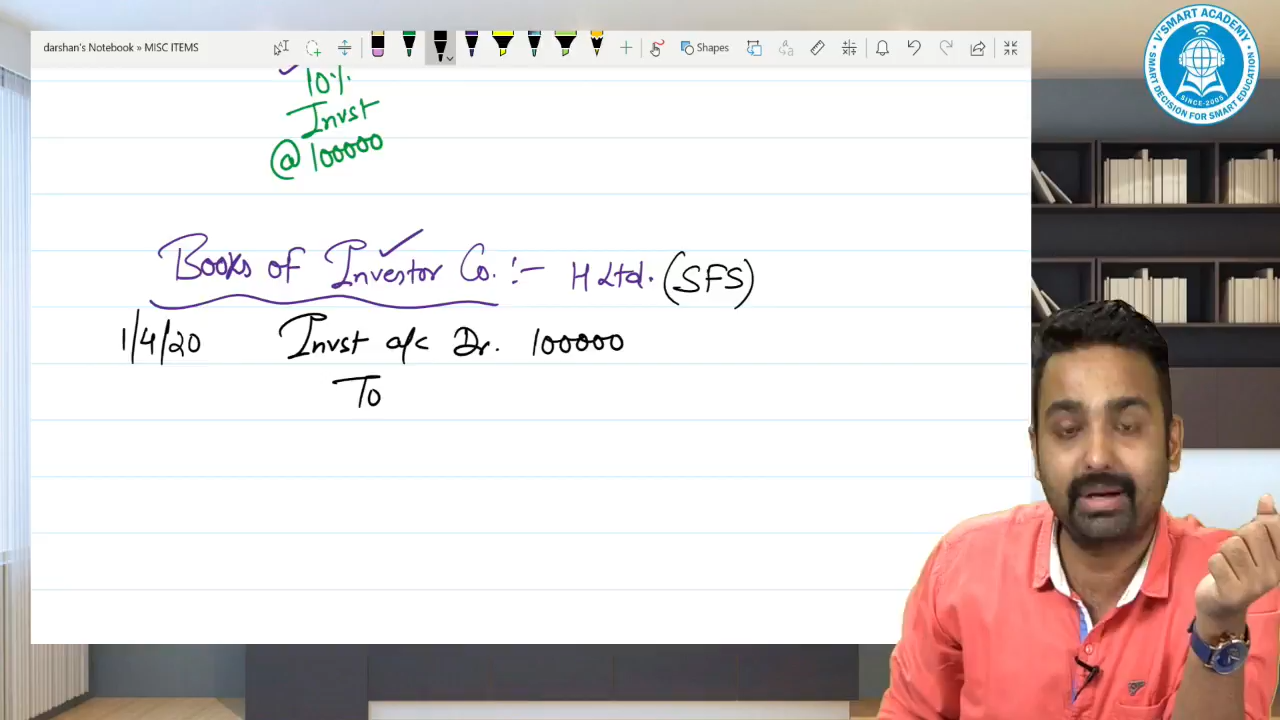 darshan's Notebook » MISC ITEMS
Shapes
10%
Invst
@ 100000
Books of Investor Co. :- H Ltd. (SFS)
1/4/20 Invst a/c Dr. 100000
To
V'SMART ACADEMY
SINCE-2005
SMART DECISION FOR SMART EDUCATION